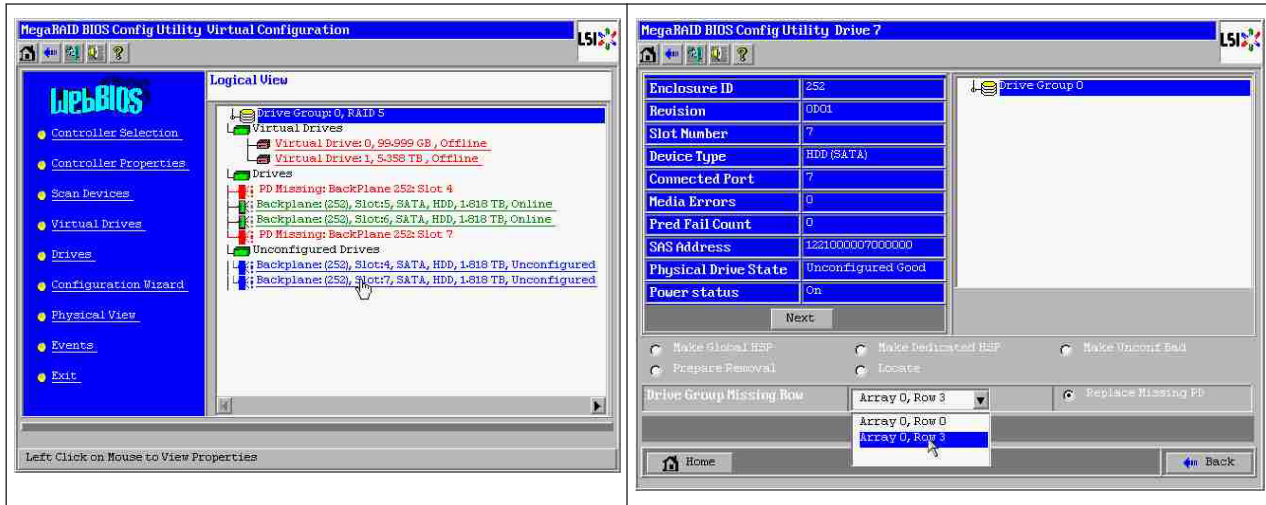 MegaRAID BIOS Config Utility Virtual Configuration
LSI
WebBIOS
Controller Selection
Controller Properties
Scan Devices
Virtual Drives
Drives
Configuration Wizard
Physical View
Events
Exit
Logical View
Drive Group: 0, RAID 5
Virtual Drives
Virtual Drive: 0, 99.999 GB, Offline
Virtual Drive: 1, 5.358 TB, Offline
Drives
PD Missing: BackPlane 252: Slot 4
Backplane: (252), Slot:5, SATA, HDD, 1.818 TB, Online
Backplane: (252), Slot:6, SATA, HDD, 1.818 TB, Online
PD Missing: BackPlane 252: Slot 7
Unconfigured Drives
Backplane: (252), Slot:4, SATA, HDD, 1.818 TB, Unconfigured
Backplane: (252), Slot:7, SATA, HDD, 1.818 TB, Unconfigured
Left Click on Mouse to View Properties
MegaRAID BIOS Config Utility Drive 7
LSI
Enclosure ID 252
Revision 0D01
Slot Number 7
Device Type HDD (SATA)
Connected Port 7
Media Errors 0
Pred Fail Count 0
SAS Address 1221000007000000
Physical Drive State Unconfigured Good
Power status On
Next
Drive Group 0
Make Global HSP Make Dedicated HSP Make Unconf Bad
Prepare Removal Locate
Drive Group Missing Row Array 0, Row 3 Replace Missing PD
Array 0, Row 0
Array 0, Row 3
Home Back